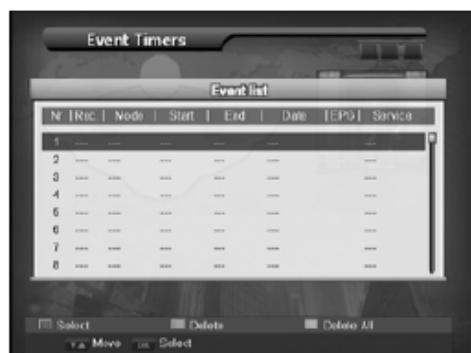 Event Timers
Event list
Nr | Rec. | Mode | Start | End | Date | EPG | Service
1 --- --- --- --- --- ---
2 --- --- --- --- --- ---
3 --- --- --- --- --- ---
4 --- --- --- --- --- ---
5 --- --- --- --- --- ---
6 --- --- --- --- --- ---
7 --- --- --- --- --- ---
8 --- --- --- --- --- ---
Select Delete Delete All
Move OK Select